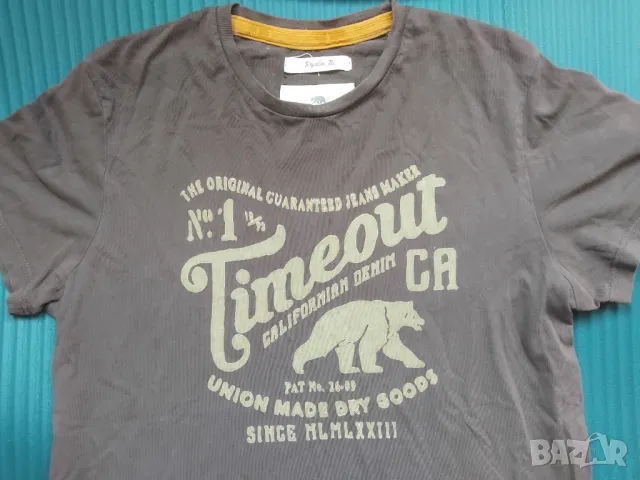 THE ORIGINAL GUARANTEED JEANS MAKER
No. 1
Timeout
CALIFORNIAN DENIM
CA
PAT No. 26-09
UNION MADE DRY GOODS
SINCE MLMLXXIII
BAZAR